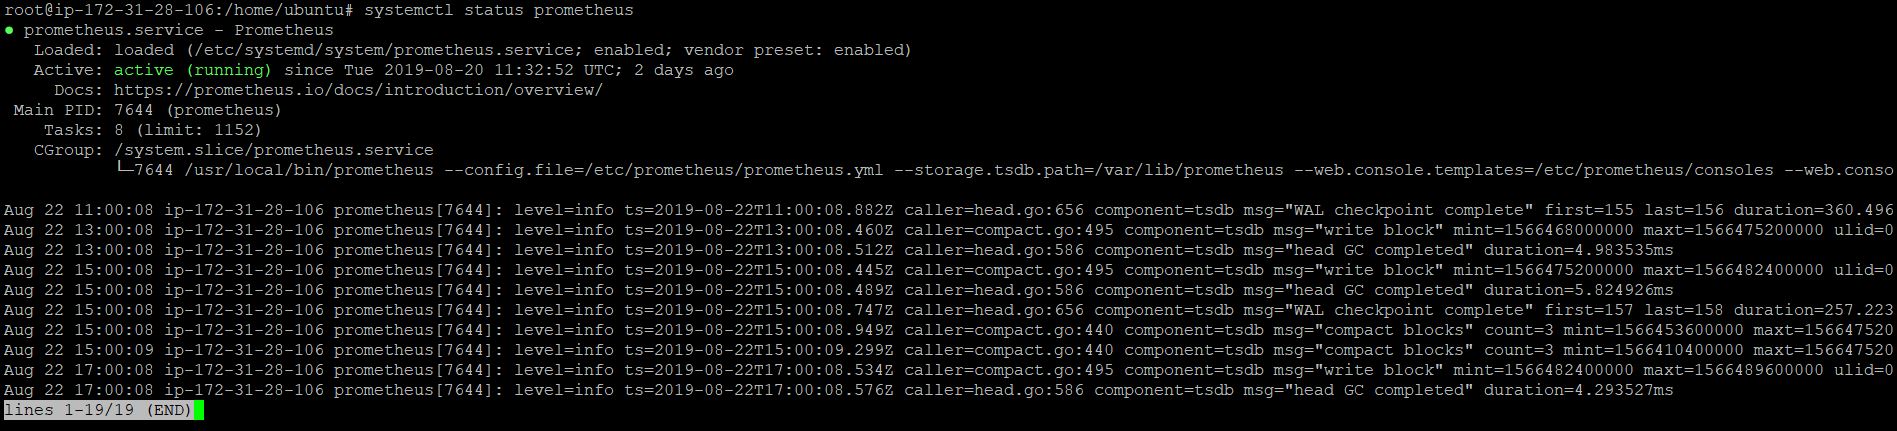 root@ip-172-31-28-106:/home/ubuntu# systemctl status prometheus
● prometheus.service - Prometheus
   Loaded: loaded (/etc/systemd/system/prometheus.service; enabled; vendor preset: enabled)
   Active: active (running) since Tue 2019-08-20 11:32:52 UTC; 2 days ago
     Docs: https://prometheus.io/docs/introduction/overview/
 Main PID: 7644 (prometheus)
    Tasks: 8 (limit: 1152)
   CGroup: /system.slice/prometheus.service
           └─7644 /usr/local/bin/prometheus --config.file=/etc/prometheus/prometheus.yml --storage.tsdb.path=/var/lib/prometheus --web.console.templates=/etc/prometheus/consoles --web.conso
Aug 22 11:00:08 ip-172-31-28-106 prometheus[7644]: level=info ts=2019-08-22T11:00:08.882Z caller=head.go:656 component=tsdb msg="WAL checkpoint complete" first=155 last=156 duration=360.496
Aug 22 13:00:08 ip-172-31-28-106 prometheus[7644]: level=info ts=2019-08-22T13:00:08.460Z caller=compact.go:495 component=tsdb msg="write block" mint=1566468000000 maxt=1566475200000 ulid=0
Aug 22 13:00:08 ip-172-31-28-106 prometheus[7644]: level=info ts=2019-08-22T13:00:08.512Z caller=head.go:586 component=tsdb msg="head GC completed" duration=4.983535ms
Aug 22 15:00:08 ip-172-31-28-106 prometheus[7644]: level=info ts=2019-08-22T15:00:08.445Z caller=compact.go:495 component=tsdb msg="write block" mint=1566475200000 maxt=1566482400000 ulid=0
Aug 22 15:00:08 ip-172-31-28-106 prometheus[7644]: level=info ts=2019-08-22T15:00:08.489Z caller=head.go:586 component=tsdb msg="head GC completed" duration=5.824926ms
Aug 22 15:00:08 ip-172-31-28-106 prometheus[7644]: level=info ts=2019-08-22T15:00:08.747Z caller=head.go:656 component=tsdb msg="WAL checkpoint complete" first=157 last=158 duration=257.223
Aug 22 15:00:08 ip-172-31-28-106 prometheus[7644]: level=info ts=2019-08-22T15:00:08.949Z caller=compact.go:440 component=tsdb msg="compact blocks" count=3 mint=1566453600000 maxt=156647520
Aug 22 15:00:09 ip-172-31-28-106 prometheus[7644]: level=info ts=2019-08-22T15:00:09.299Z caller=compact.go:440 component=tsdb msg="compact blocks" count=3 mint=1566410400000 maxt=156647520
Aug 22 17:00:08 ip-172-31-28-106 prometheus[7644]: level=info ts=2019-08-22T17:00:08.534Z caller=compact.go:495 component=tsdb msg="write block" mint=1566482400000 maxt=1566489600000 ulid=0
Aug 22 17:00:08 ip-172-31-28-106 prometheus[7644]: level=info ts=2019-08-22T17:00:08.576Z caller=head.go:586 component=tsdb msg="head GC completed" duration=4.293527ms
lines 1-19/19 (END)